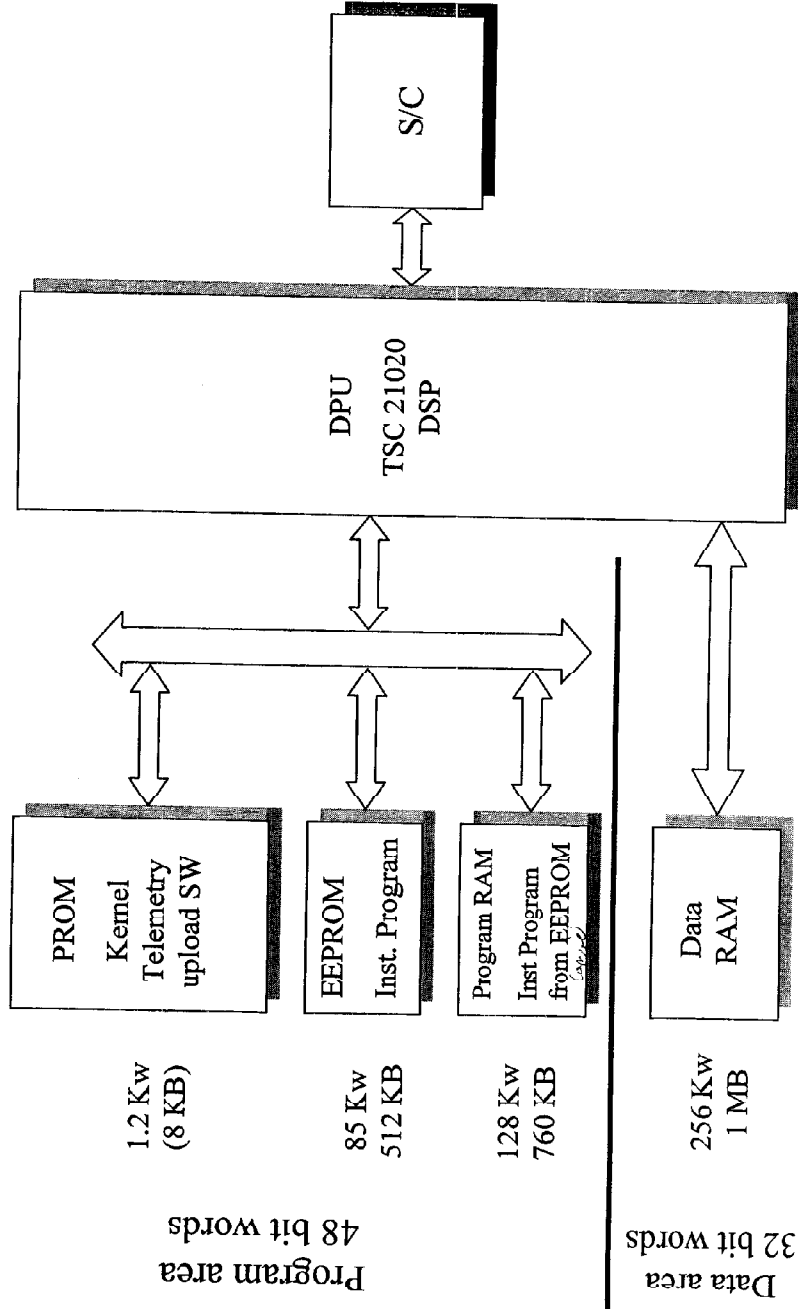 Program area
48 bit words
1.2 Kw
(8 KB)
PROM
Kernel
Telemetry
upload SW
85 Kw
512 KB
EEPROM
Inst. Program
128 Kw
760 KB
Program RAM
Inst Program
from EEPROM
Data area
32 bit words
256 Kw
1 MB
Data
RAM
DPU
TSC 21020
DSP
S/C